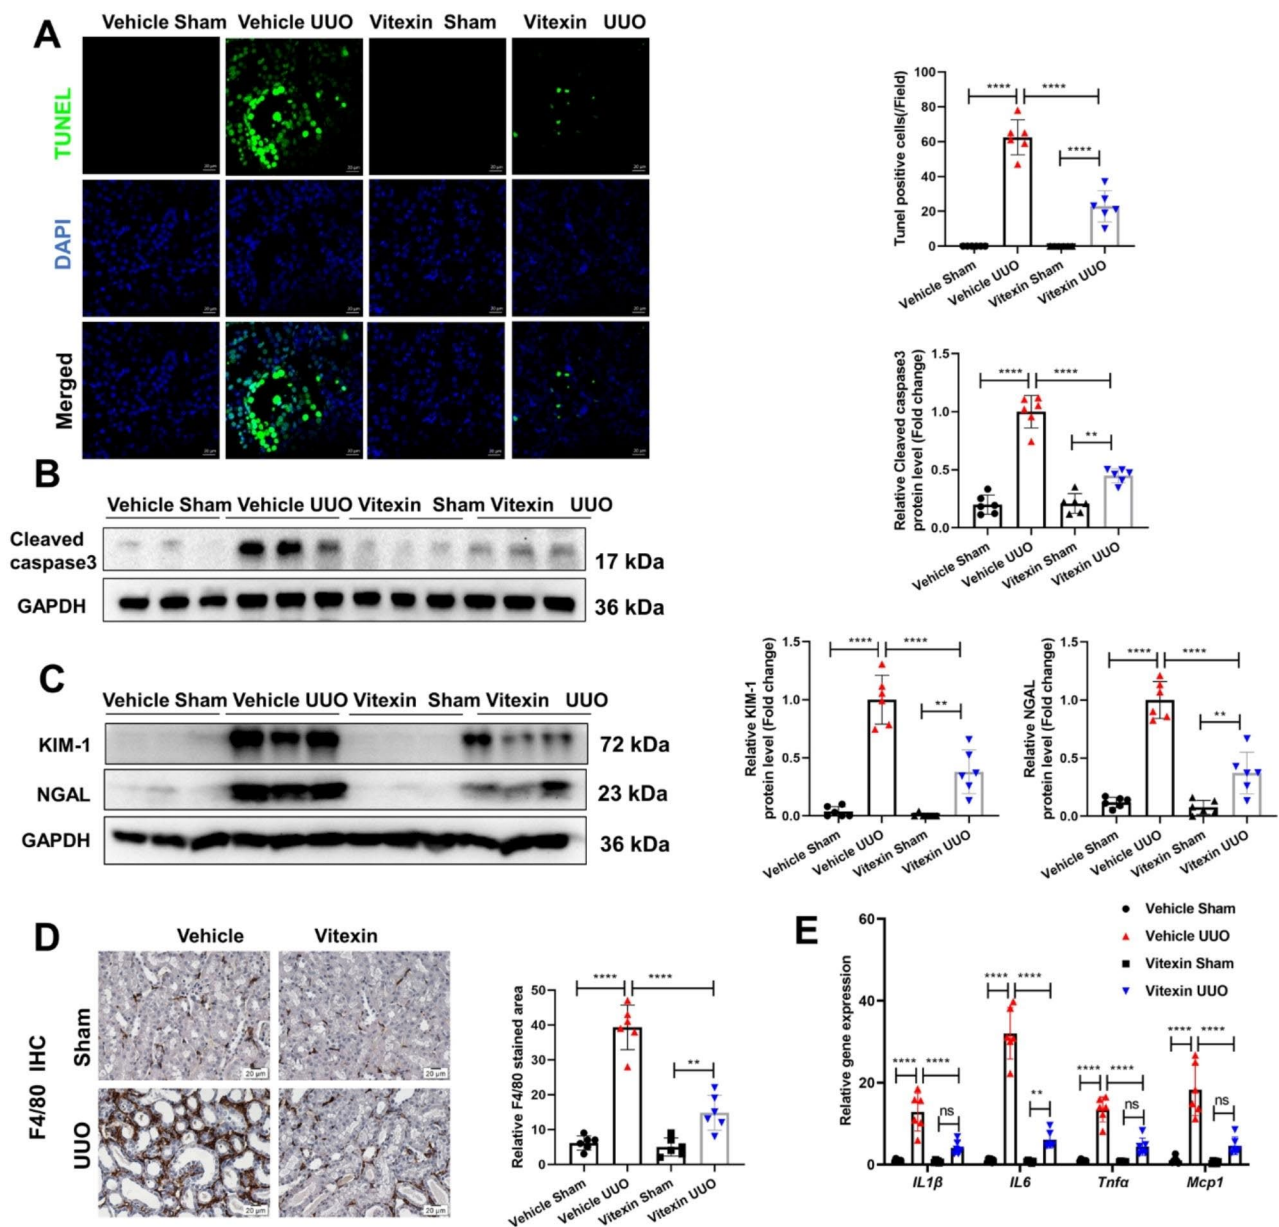 A
Vehicle Sham Vehicle UUO Vitexin Sham Vitexin UUO
TUNEL
DAPI
Merged
Tunel positive cells(/Field)
100
80
60
40
20
0
**** ****
****
Vehicle Sham
Vehicle UUO
Vitexin Sham
Vitexin UUO
Relative Cleaved caspase3
protein level (Fold change)
1.5
1.0
0.5
0.0
**** ****
**
Vehicle Sham
Vehicle UUO
Vitexin Sham
Vitexin UUO
B
Vehicle Sham Vehicle UUO Vitexin Sham Vitexin UUO
Cleaved
caspase3
17 kDa
GAPDH
36 kDa
C
Vehicle Sham Vehicle UUO Vitexin Sham Vitexin UUO
KIM-1
72 kDa
NGAL
23 kDa
GAPDH
36 kDa
Relative KIM-1
protein level (Fold change)
1.5
1.0
0.5
0.0
**** ****
**
Vehicle Sham
Vehicle UUO
Vitexin Sham
Vitexin UUO
Relative NGAL
protein level (Fold change)
1.5
1.0
0.5
0.0
**** ****
**
Vehicle Sham
Vehicle UUO
Vitexin Sham
Vitexin UUO
D
Vehicle Vitexin
F4/80 IHC
Sham
UUO
20 μm
20 μm
20 μm
20 μm
Relative F4/80 stained area
50
40
30
20
10
0
**** ****
**
Vehicle Sham
Vehicle UUO
Vitexin Sham
Vitexin UUO
E
Vehicle Sham
Vehicle UUO
Vitexin Sham
Vitexin UUO
Relative gene expression
60
40
20
0
**** ****
ns
**** ****
**
**** ****
ns
**** ****
ns
IL1β IL6 Tnfα Mcp1